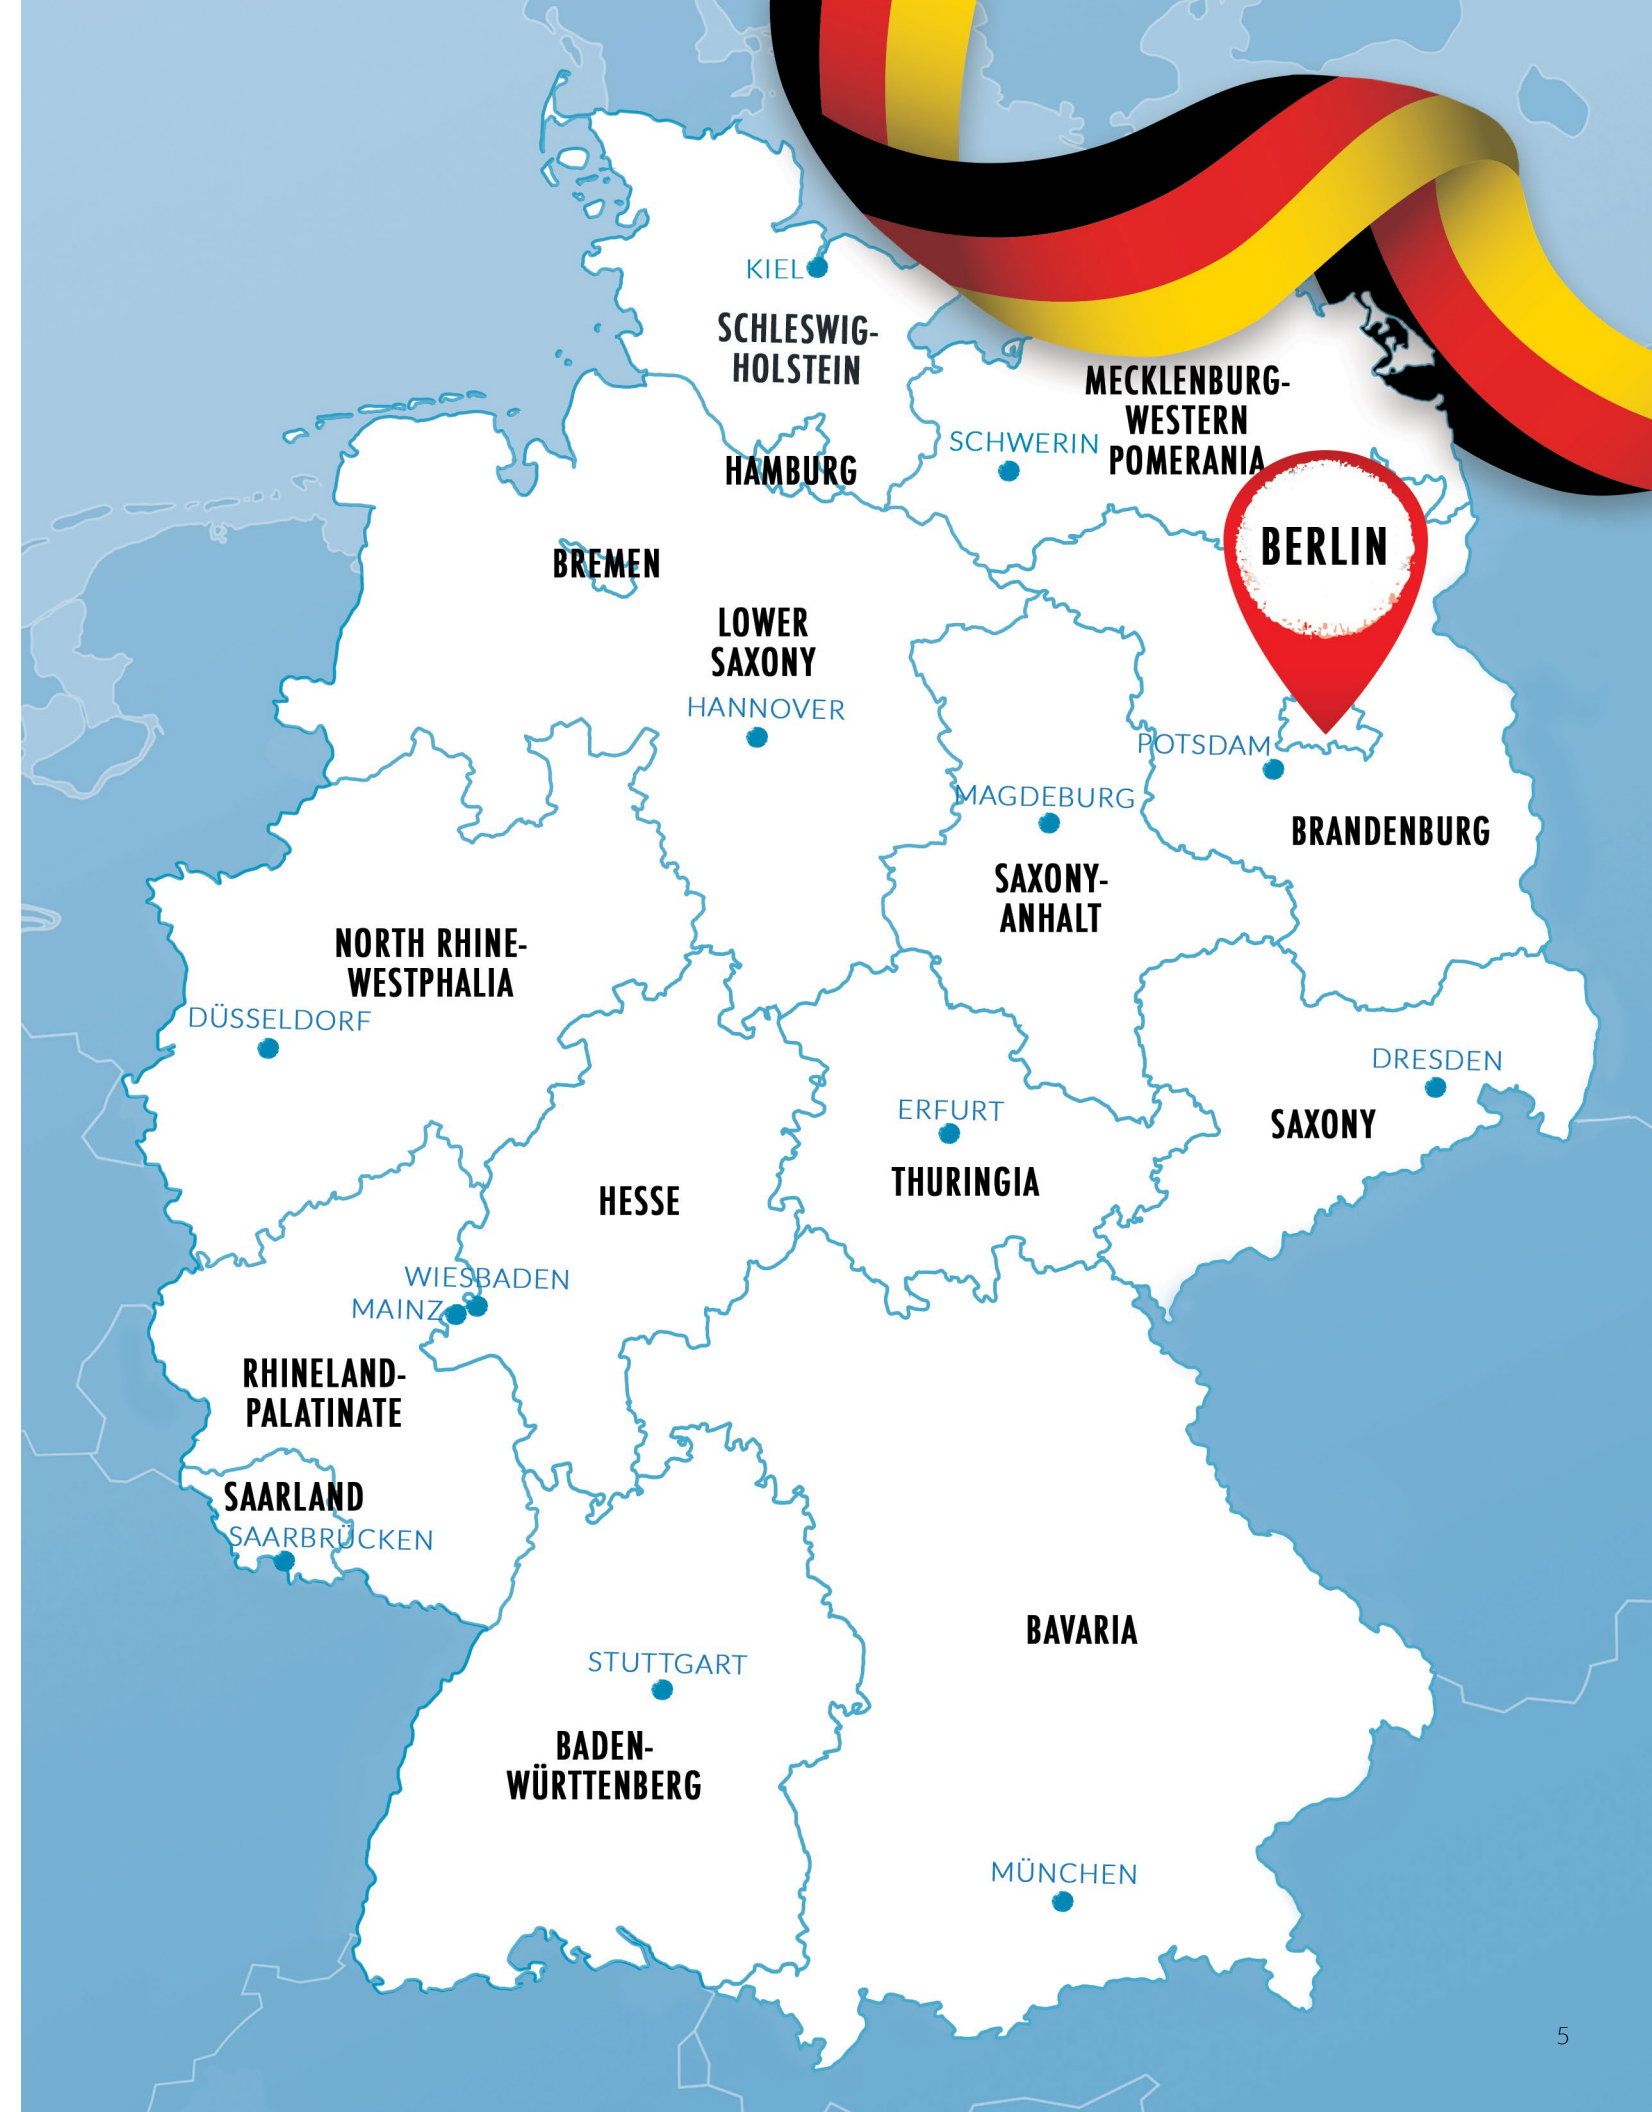 KIEL
SCHLESWIG-
HOLSTEIN
MECKLENBURG-
WESTERN
POMERANIA
SCHWERIN
HAMBURG
BERLIN
BREMEN
LOWER
SAXONY
HANNOVER
POTSDAM
MAGDEBURG
BRANDENBURG
SAXONY-
ANHALT
NORTH RHINE-
WESTPHALIA
DÜSSELDORF
DRESDEN
ERFURT
SAXONY
THURINGIA
HESSE
WIESBADEN
MAINZ
RHINELAND-
PALATINATE
SAARLAND
SAARBRÜCKEN
BAVARIA
STUTTGART
BADEN-
WÜRTTENBERG
MÜNCHEN
5